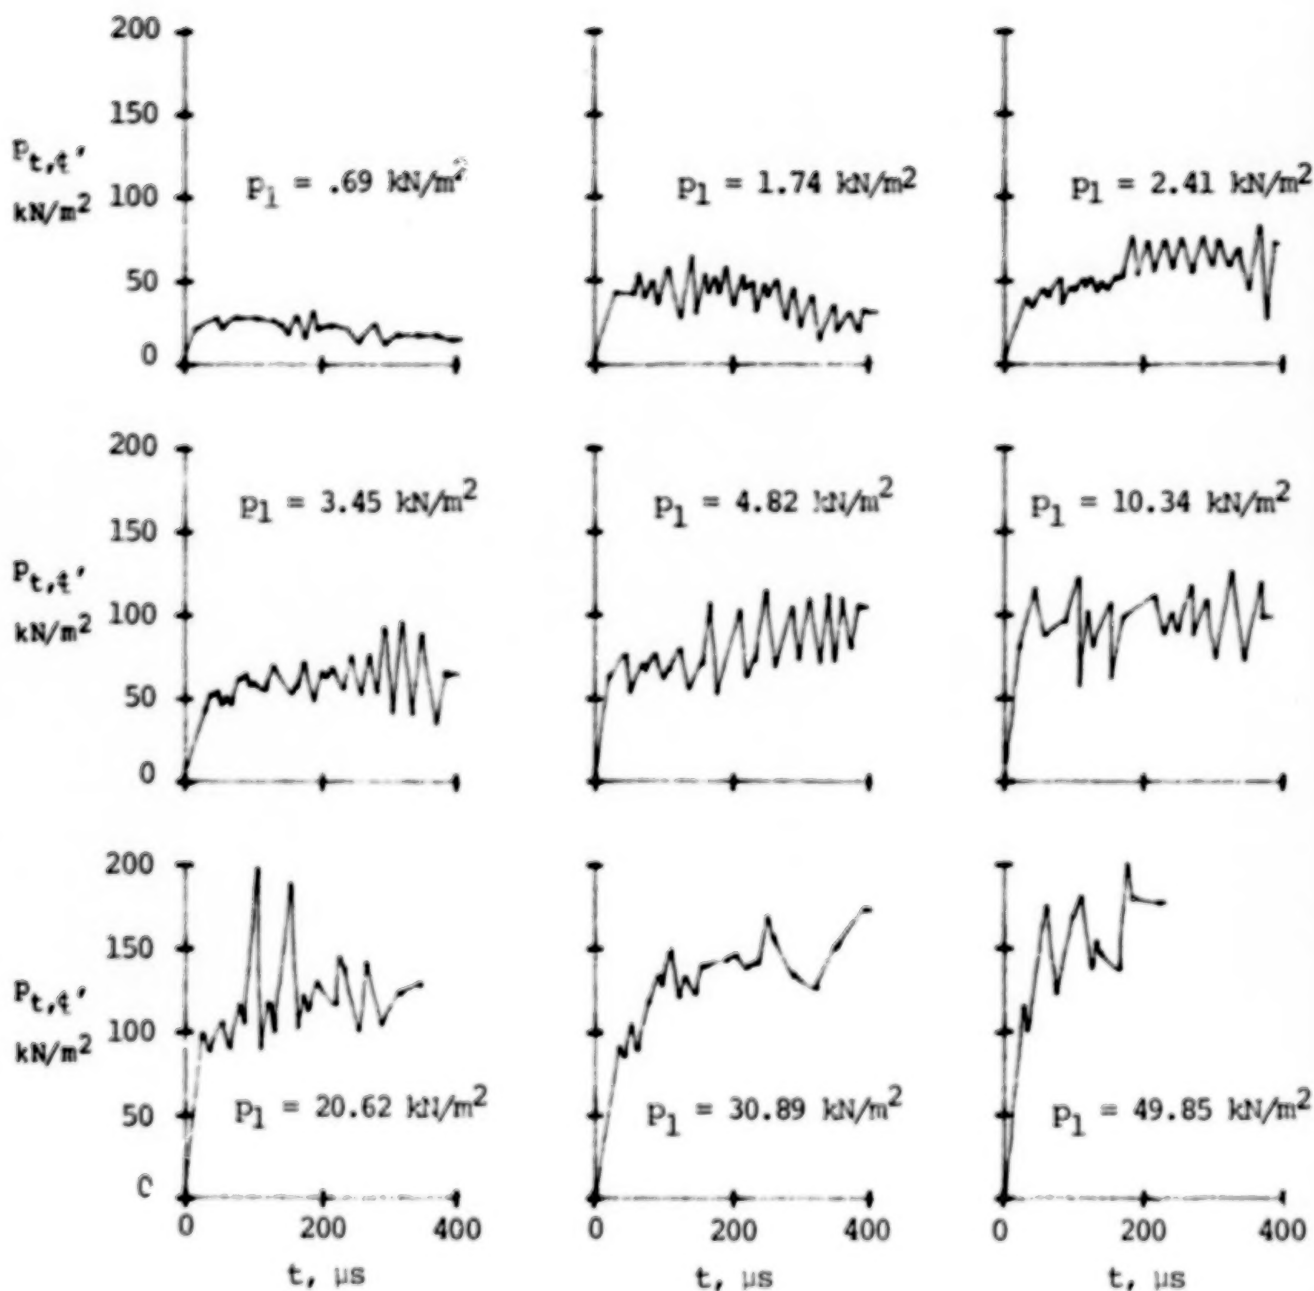 200
150
100
50
0
p_t,¢,
kN/m²
p₁ = .69 kN/m²
p₁ = 1.74 kN/m²
p₁ = 2.41 kN/m²
200
150
100
50
0
p_t,¢,
kN/m²
p₁ = 3.45 kN/m²
p₁ = 4.82 kN/m²
p₁ = 10.34 kN/m²
200
150
100
50
0
p_t,¢,
kN/m²
p₁ = 20.62 kN/m²
p₁ = 30.89 kN/m²
p₁ = 49.85 kN/m²
0 200 400
0 200 400
0 200 400
t, μs
t, μs
t, μs